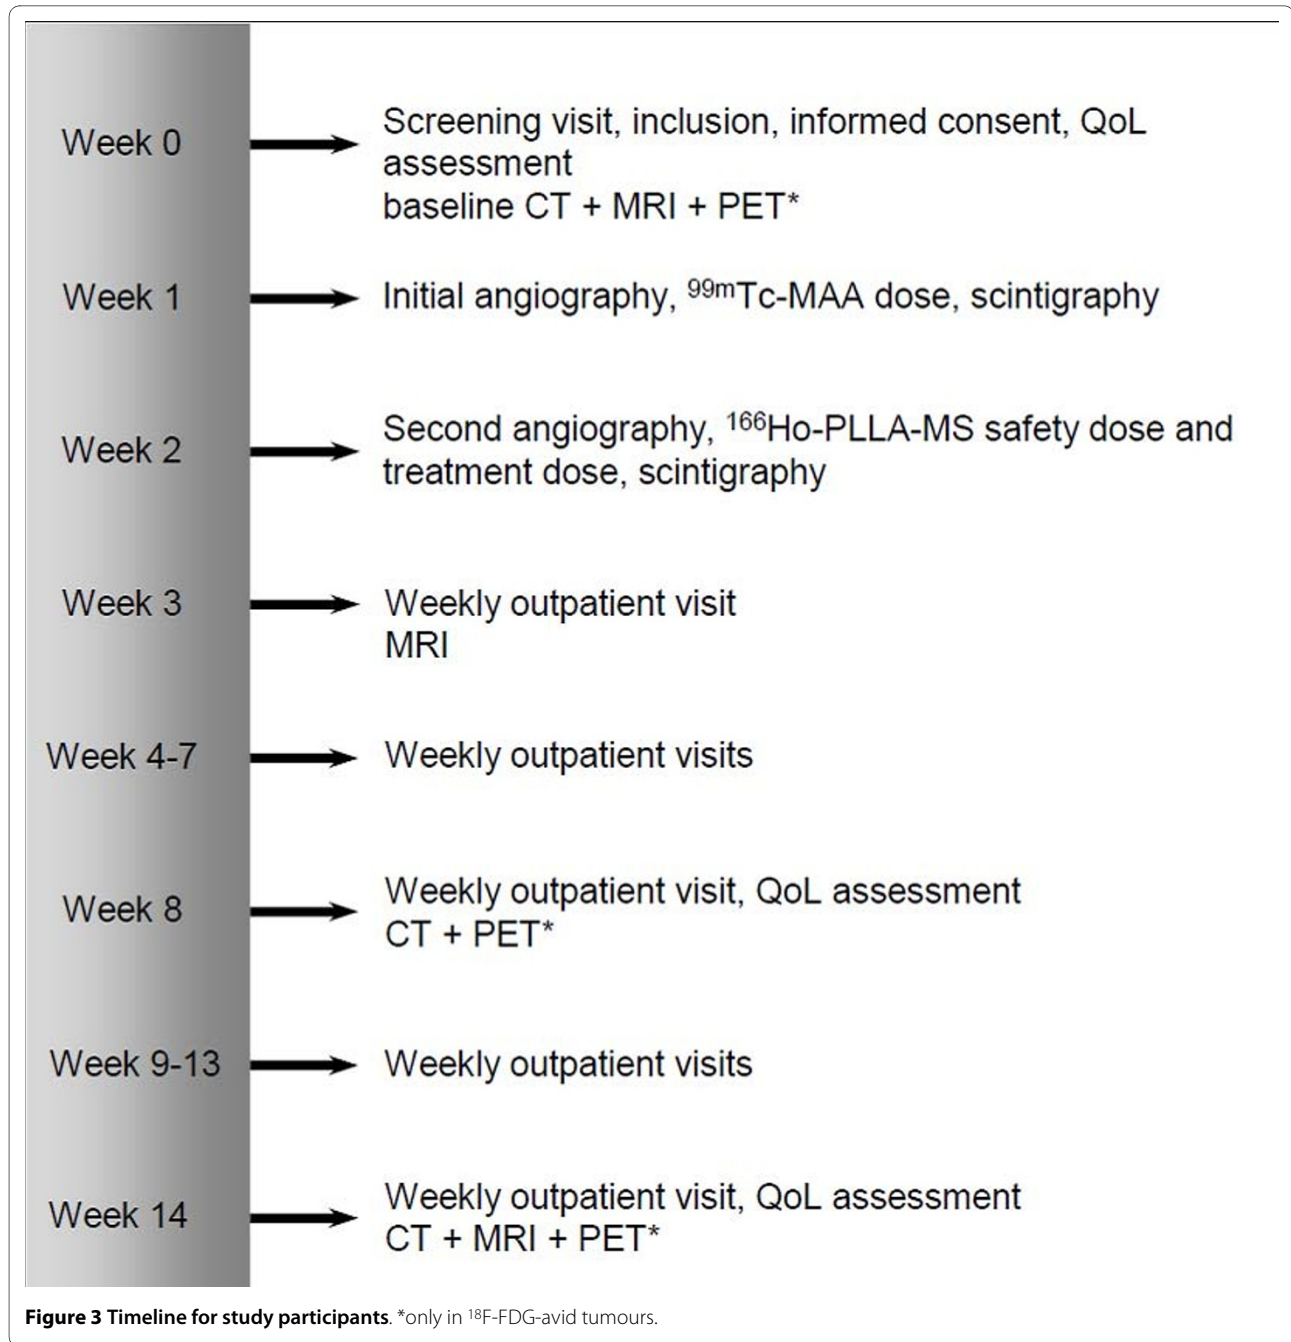 Week 0
Screening visit, inclusion, informed consent, QoL
assessment
baseline CT + MRI + PET*
Week 1
Initial angiography, 99mTc-MAA dose, scintigraphy
Week 2
Second angiography, 166Ho-PLLA-MS safety dose and
treatment dose, scintigraphy
Week 3
Weekly outpatient visit
MRI
Week 4-7
Weekly outpatient visits
Week 8
Weekly outpatient visit, QoL assessment
CT + PET*
Week 9-13
Weekly outpatient visits
Week 14
Weekly outpatient visit, QoL assessment
CT + MRI + PET*
Figure 3 Timeline for study participants. *only in 18F-FDG-avid tumours.